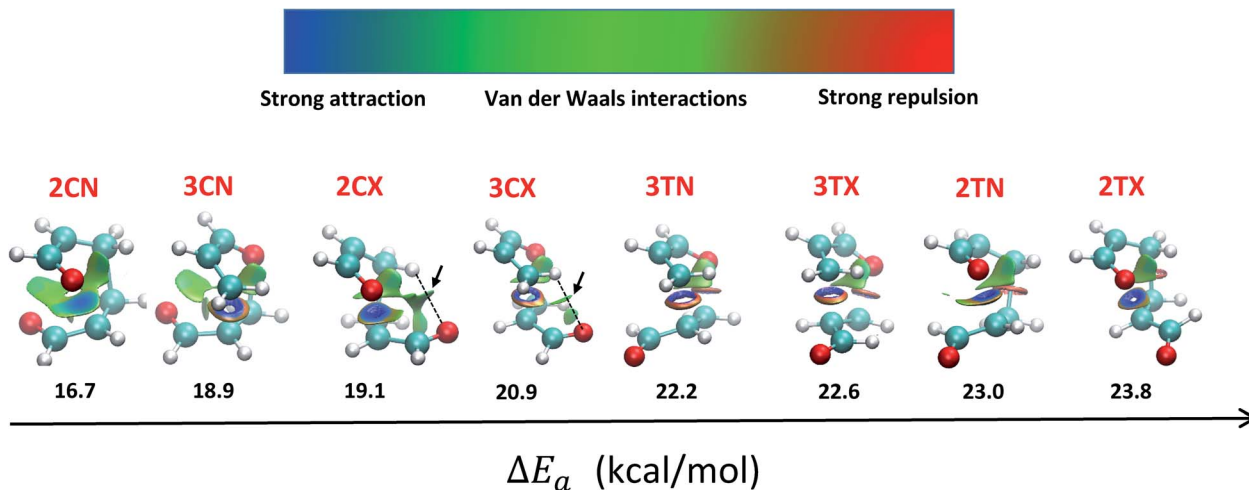 Strong attraction Van der Waals interactions Strong repulsion
2CN 3CN 2CX 3CX 3TN 3TX 2TN 2TX
16.7 18.9 19.1 20.9 22.2 22.6 23.0 23.8
ΔE_a (kcal/mol)